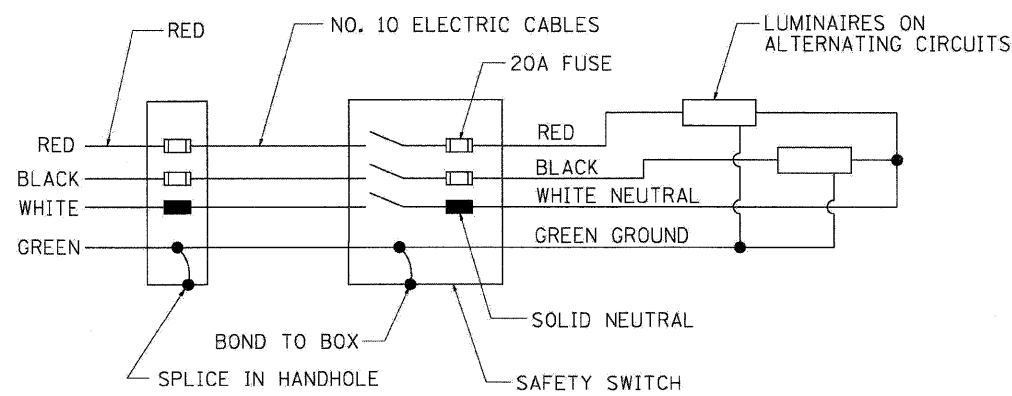 RED
NO. 10 ELECTRIC CABLES
LUMINAIRES ON
ALTERNATING CIRCUITS
20A FUSE
RED
RED
BLACK
BLACK
WHITE
WHITE NEUTRAL
GREEN
GREEN GROUND
SOLID NEUTRAL
BOND TO BOX
SPLICE IN HANDHOLE
SAFETY SWITCH